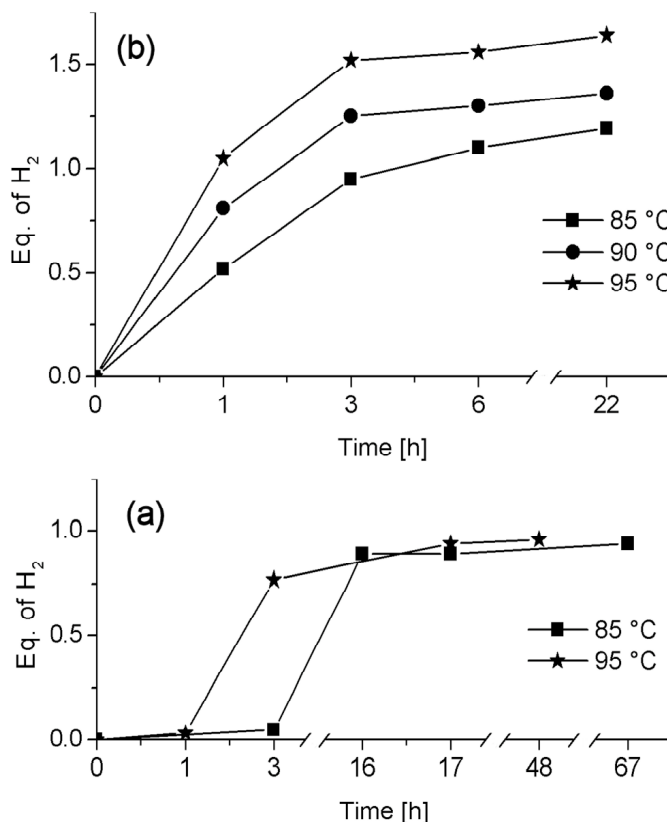 (b)
1.5
1.0
0.5
0.0
Eq. of H₂
85 °C
90 °C
95 °C
0 1 3 6 22
Time [h]
(a)
1.0
0.5
0.0
Eq. of H₂
85 °C
95 °C
0 1 3 16 17 48 67
Time [h]